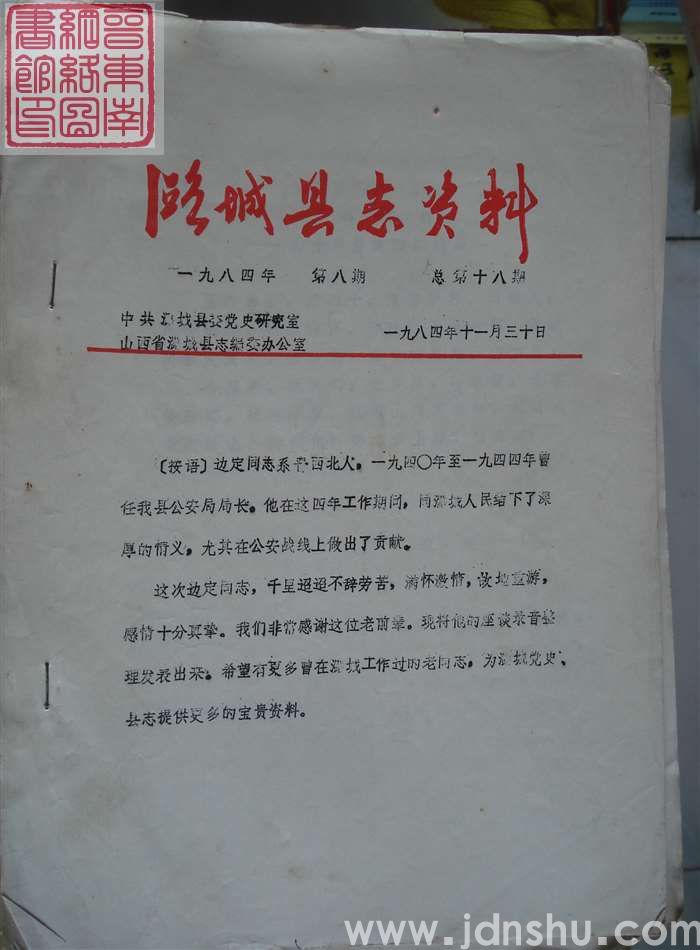 晋东南
網絡圖
書館印
潞城县志资料
一九八四年 第八期 总第十八期
中共潞城县委党史研究室
山西省潞城县志编委办公室
一九八四年十一月三十日
〔按语〕边定同志系晋西北人。一九四〇年至一九四四年曾
任我县公安局局长。他在这四年工作期间，同潞城人民结下了深
厚的情义，尤其在公安战线上做出了贡献。
这次边定同志，千里迢迢不辞劳苦，满怀激情，故地重游，
感情十分真挚。我们非常感谢这位老前辈。现将他的座谈录音整
理发表出来。希望有更多曾在潞城工作过的老同志，为潞城党史、
县志提供更多的宝贵资料。
www.jdnshu.com